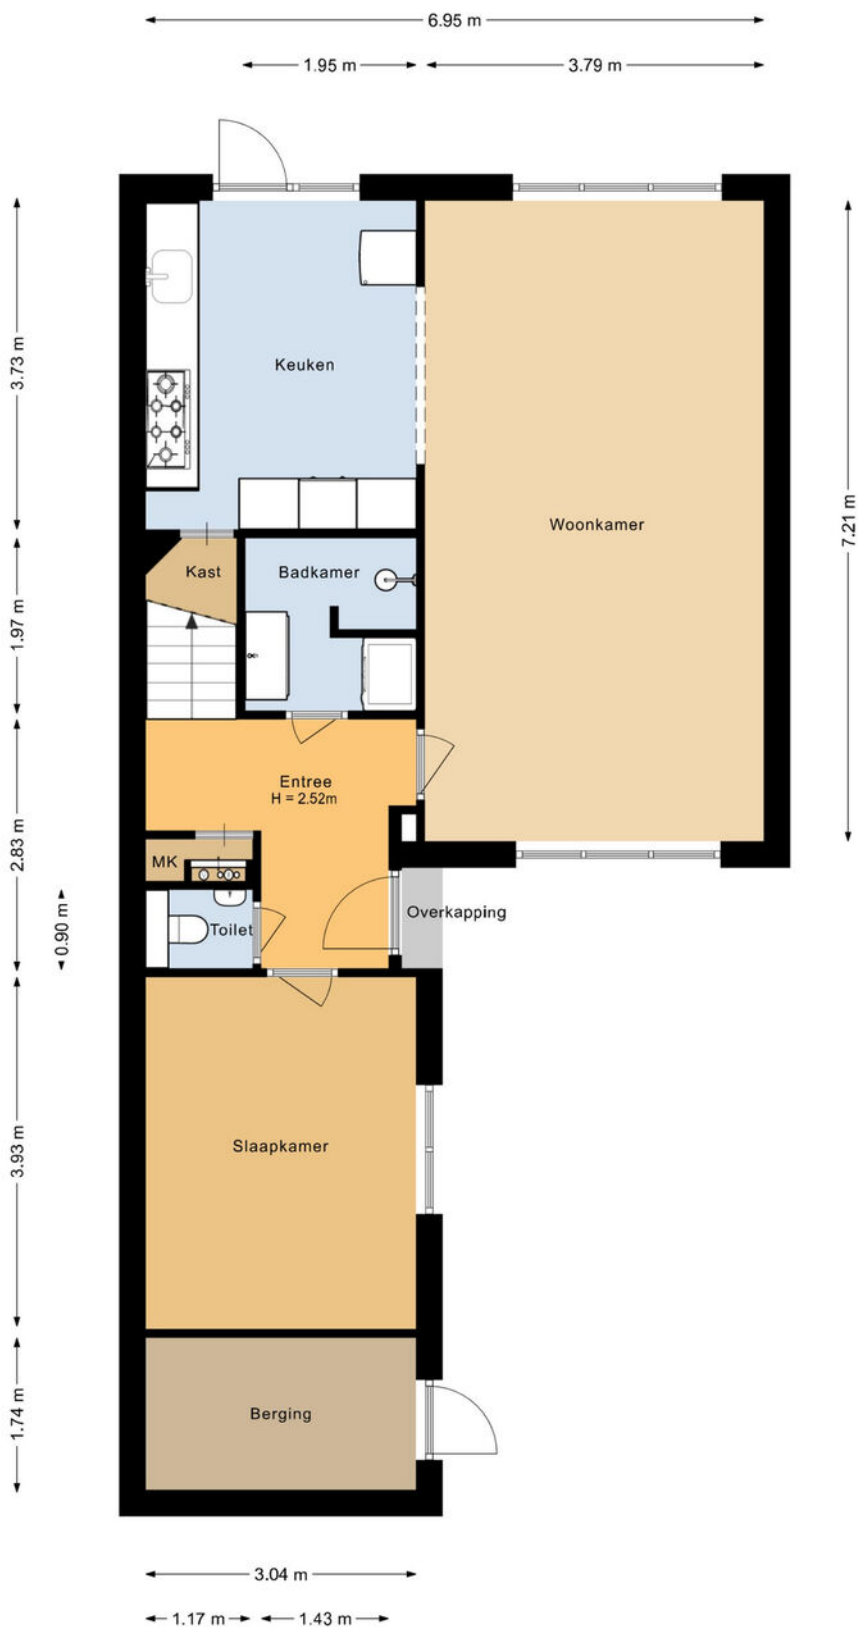 6.95 m
1.95 m
3.79 m
3.73 m
Keuken
Woonkamer
7.21 m
Kast
Badkamer
1.97 m
Entree
H = 2.52m
2.83 m
MK
0.90 m
Toilet
Overkapping
3.93 m
Slaapkamer
1.74 m
Berging
3.04 m
1.17 m
1.43 m